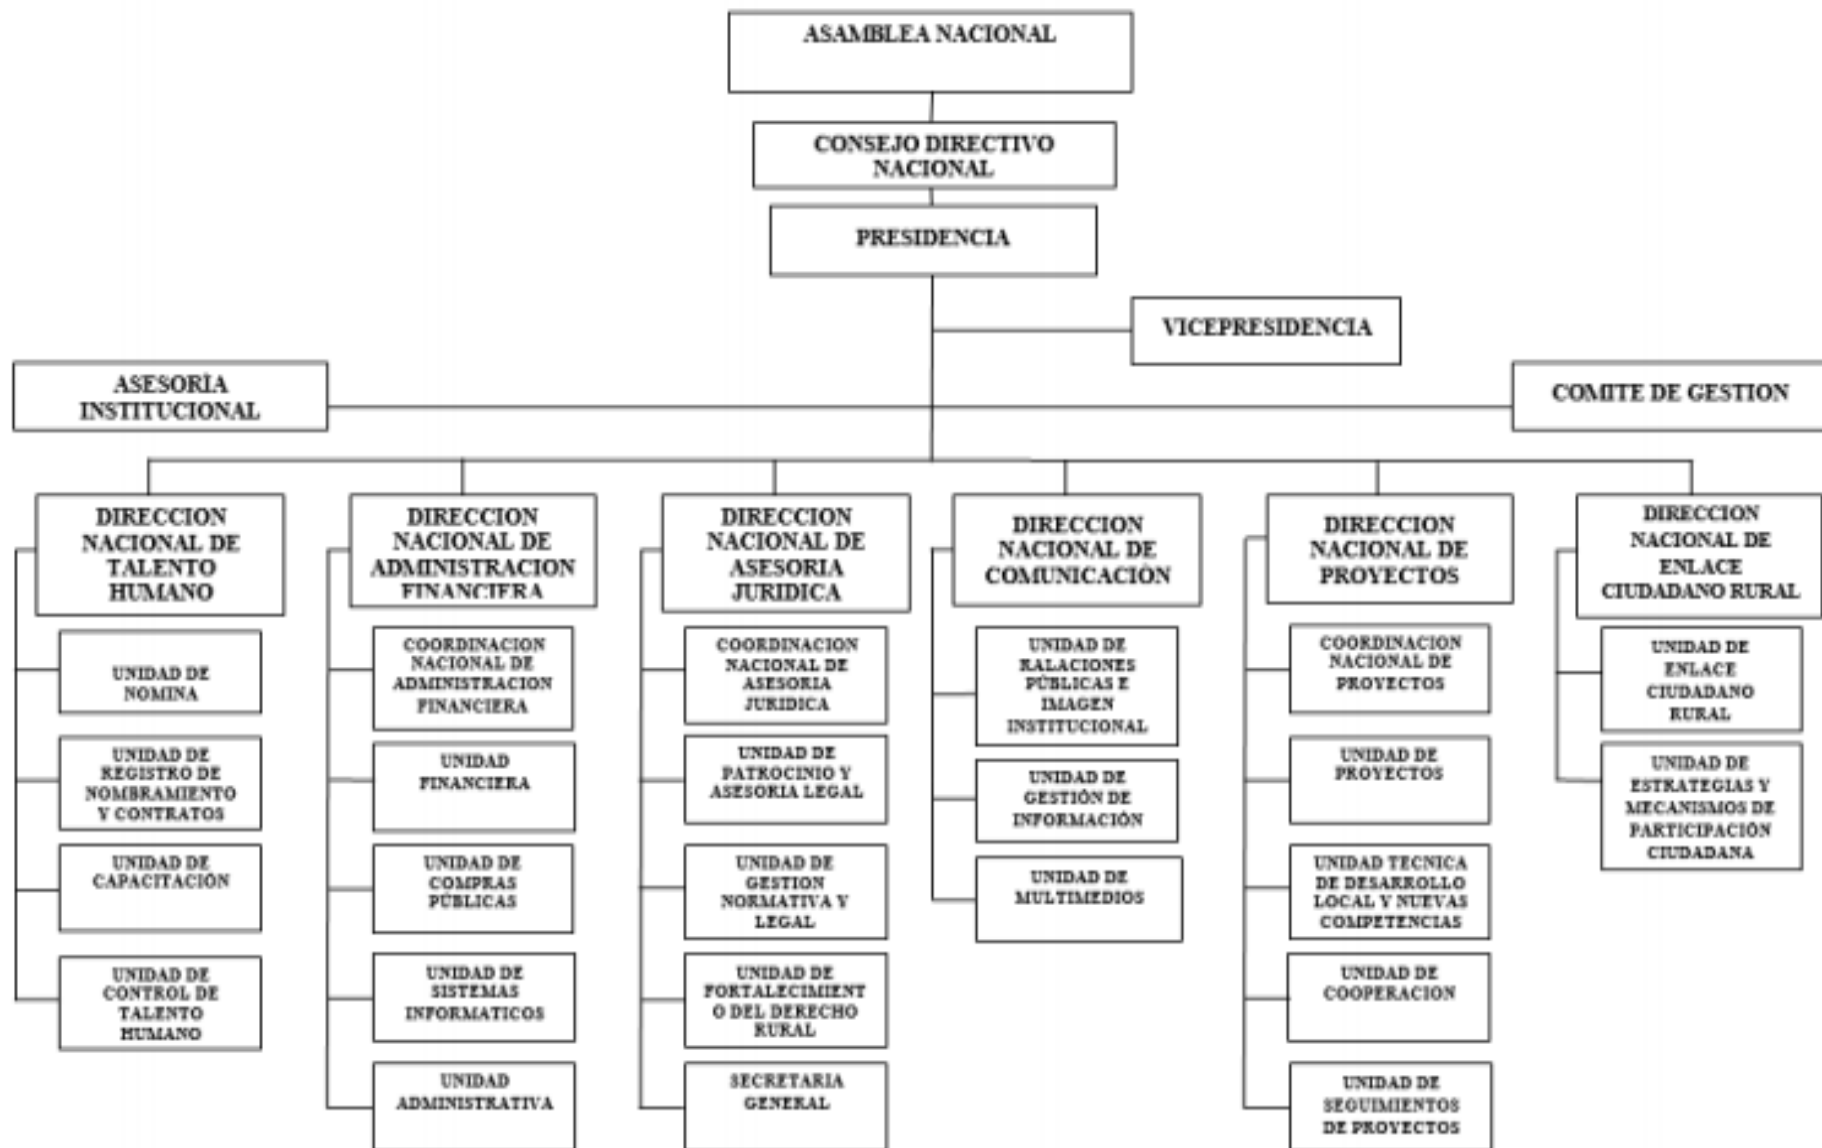 ASAMBLEA NACIONAL
CONSEJO DIRECTIVO
NACIONAL
PRESIDENCIA
VICEPRESIDENCIA
ASESORÍA
INSTITUCIONAL
COMITE DE GESTION
DIRECCION
NACIONAL DE
TALENTO
HUMANO
UNIDAD DE
NOMINA
UNIDAD DE
REGISTRO DE
NOMBRAMIENTO
Y CONTRATOS
UNIDAD DE
CAPACITACIÓN
UNIDAD DE
CONTROL DE
TALENTO
HUMANO
DIRECCION
NACIONAL DE
ADMINISTRACION
FINANCIERA
COORDINACION
NACIONAL DE
ADMINISTRACION
FINANCIERA
UNIDAD
FINANCIERA
UNIDAD DE
COMPRAS
PÚBLICAS
UNIDAD DE
SISTEMAS
INFORMATICOS
UNIDAD
ADMINISTRATIVA
DIRECCION
NACIONAL DE
ASESORIA
JURIDICA
COORDINACION
NACIONAL DE
ASESORIA
JURIDICA
UNIDAD DE
PATROCINIO Y
ASESORIA LEGAL
UNIDAD DE
GESTION
NORMATIVA Y
LEGAL
UNIDAD DE
FORTALECIMIENT
O DEL DERECHO
RURAL
SECRETARIA
GENERAL
DIRECCION
NACIONAL DE
COMUNICACIÓN
UNIDAD DE
RALACIONES
PÚBLICAS E
IMAGEN
INSTITUCIONAL
UNIDAD DE
GESTIÓN DE
INFORMACIÓN
UNIDAD DE
MULTIMEDIOS
DIRECCION
NACIONAL DE
PROYECTOS
COORDINACION
NACIONAL DE
PROYECTOS
UNIDAD DE
PROYECTOS
UNIDAD TECNICA
DE DESARROLLO
LOCAL Y NUEVAS
COMPETENCIAS
UNIDAD DE
COOPERACION
UNIDAD DE
SEGUIMIENTOS
DE PROYECTOS
DIRECCION
NACIONAL DE
ENLACE
CIUDADANO RURAL
UNIDAD DE
ENLACE
CIUDADANO
RURAL
UNIDAD DE
ESTRATEGIAS Y
MECANISMOS DE
PARTICIPACIÓN
CIUDADANA